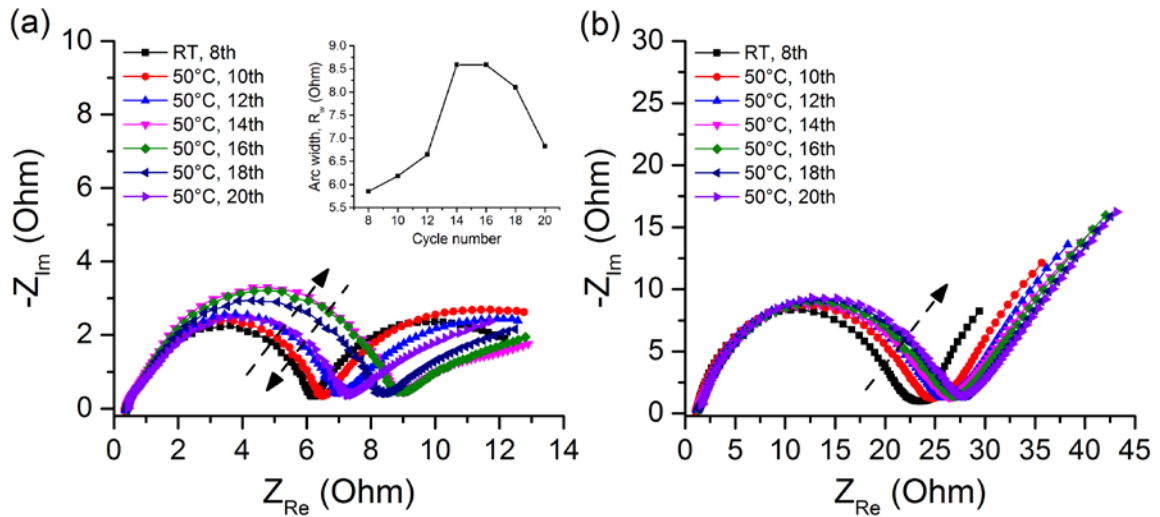 (a)
10
8
6
4
2
0
-Z_Im (Ohm)
RT, 8th
50°C, 10th
50°C, 12th
50°C, 14th
50°C, 16th
50°C, 18th
50°C, 20th
9.0
8.5
8.0
7.5
7.0
6.5
6.0
5.5
Arc width, R_w (Ohm)
8 10 12 14 16 18 20
Cycle number
0 2 4 6 8 10 12 14
Z_Re (Ohm)
(b)
30
25
20
15
10
5
0
-Z_Im (Ohm)
RT, 8th
50°C, 10th
50°C, 12th
50°C, 14th
50°C, 16th
50°C, 18th
50°C, 20th
0 5 10 15 20 25 30 35 40 45
Z_Re (Ohm)